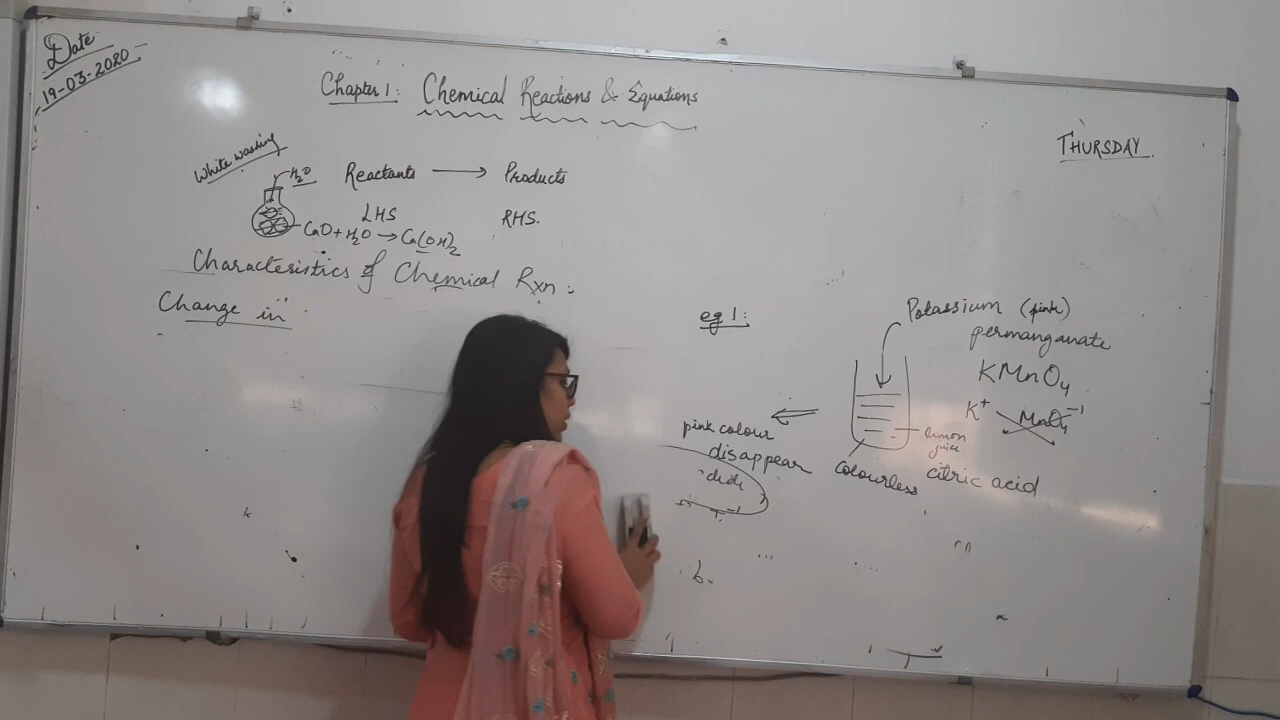 Date
19-03-2020
Chapter 1: Chemical Reactions & Equations
THURSDAY
White washing
H₂O
Reactants ⟶ Products
LHS RHS.
CaO + H₂O → Ca(OH)₂
Characteristics of Chemical Rxn:
Change in
eg 1:
Potassium (pink)
permanganate
KMnO₄
K⁺ MnO₄⁻¹
lemon
juice
citric acid
colourless
pink colour
disappear
b.